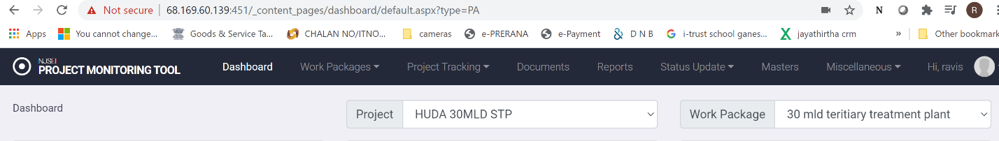 Not secure 68.169.60.139:451/_content_pages/dashboard/default.aspx?type=PA N R
Apps You cannot change... Goods & Service Ta... CHALAN NO/ITNO... cameras e-PRERANA e-Payment D N B i-trust school ganes... jayathirtha crm » Other bookmark
NJSEI
PROJECT MONITORING TOOL Dashboard Work Packages Project Tracking Documents Reports Status Update Masters Miscellaneous Hi, ravis
Dashboard Project HUDA 30MLD STP Work Package 30 mld teritiary treatment plant